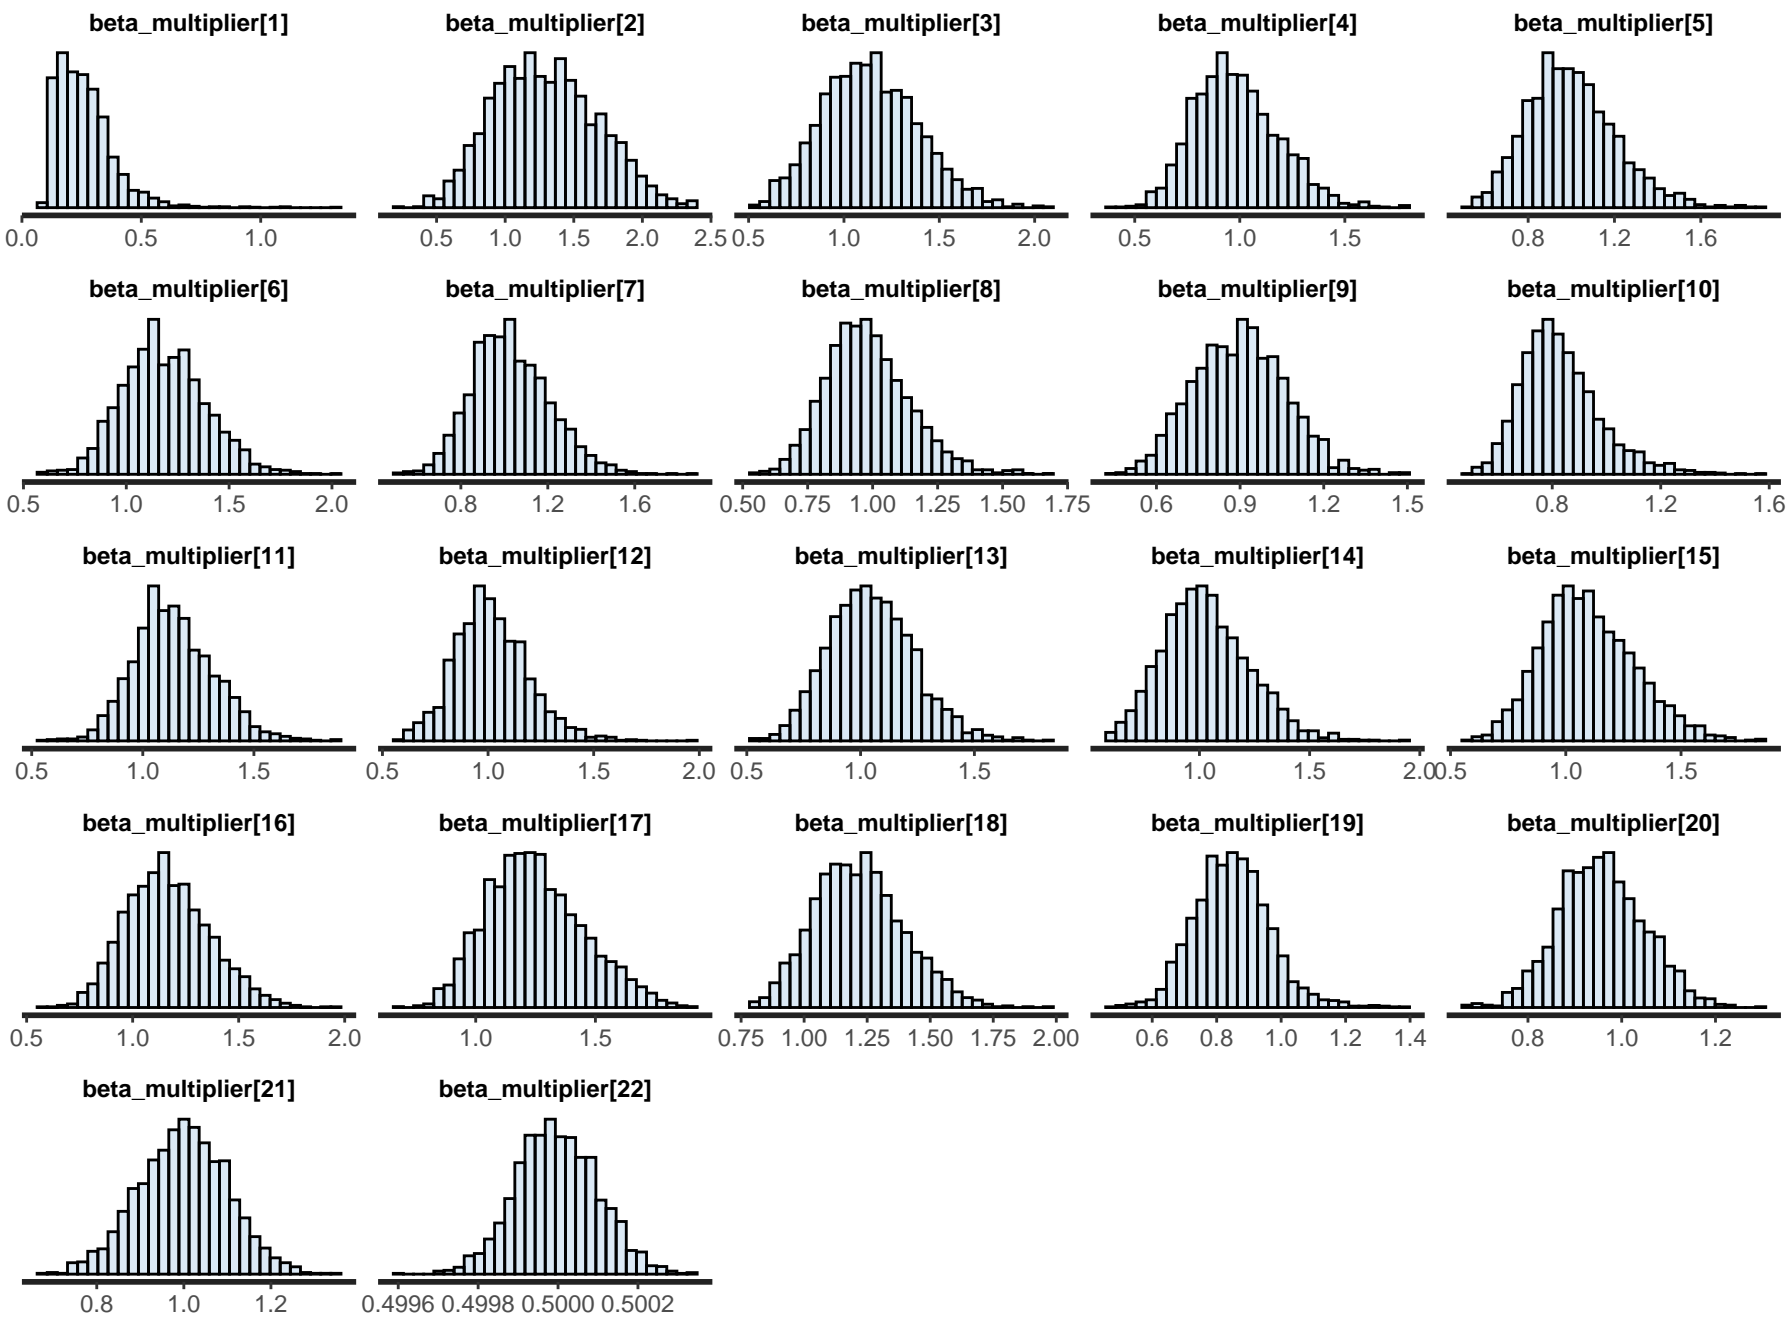 beta_multiplier[1] beta_multiplier[2] beta_multiplier[3] beta_multiplier[4] beta_multiplier[5]
0.0 0.5 1.0 0.5 1.0 1.5 2.0 2.5 0.5 1.0 1.5 2.0 0.5 1.0 1.5 0.8 1.2 1.6
beta_multiplier[6] beta_multiplier[7] beta_multiplier[8] beta_multiplier[9] beta_multiplier[10]
0.5 1.0 1.5 2.0 0.8 1.2 1.6 0.50 0.75 1.00 1.25 1.50 1.75 0.6 0.9 1.2 1.5 0.8 1.2 1.6
beta_multiplier[11] beta_multiplier[12] beta_multiplier[13] beta_multiplier[14] beta_multiplier[15]
0.5 1.0 1.5 0.5 1.0 1.5 2.0 0.5 1.0 1.5 1.0 1.5 2.0 0.5 1.0 1.5
beta_multiplier[16] beta_multiplier[17] beta_multiplier[18] beta_multiplier[19] beta_multiplier[20]
0.5 1.0 1.5 2.0 1.0 1.5 0.75 1.00 1.25 1.50 1.75 2.00 0.6 0.8 1.0 1.2 1.4 0.8 1.0 1.2
beta_multiplier[21] beta_multiplier[22]
0.8 1.0 1.2 0.4996 0.4998 0.5000 0.5002